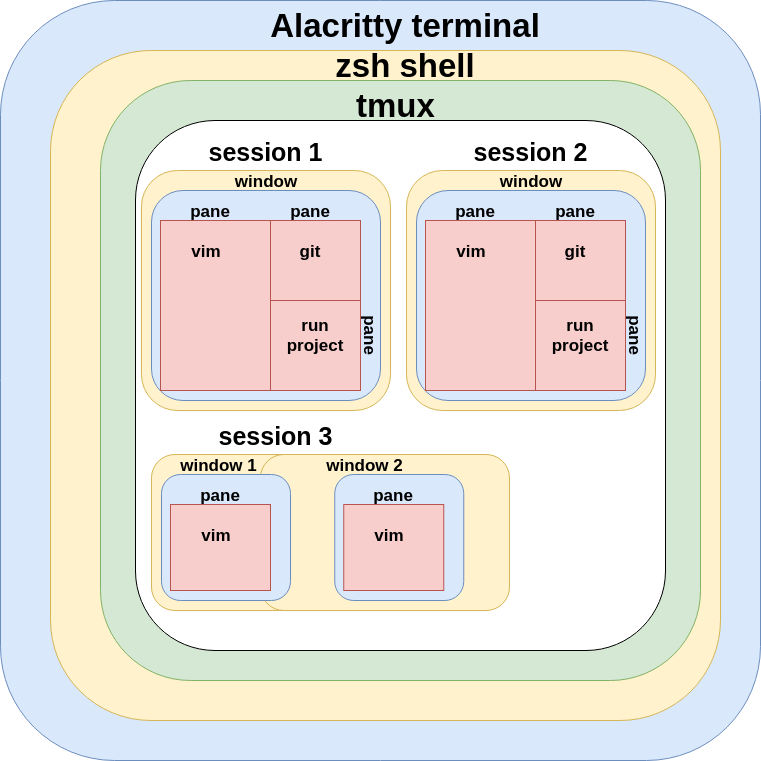 Alacritty terminal
zsh shell
tmux
session 1
window
pane
pane
vim
git
run
project
pane
session 2
window
pane
pane
vim
git
run
project
pane
session 3
window 1
window 2
pane
vim
pane
vim